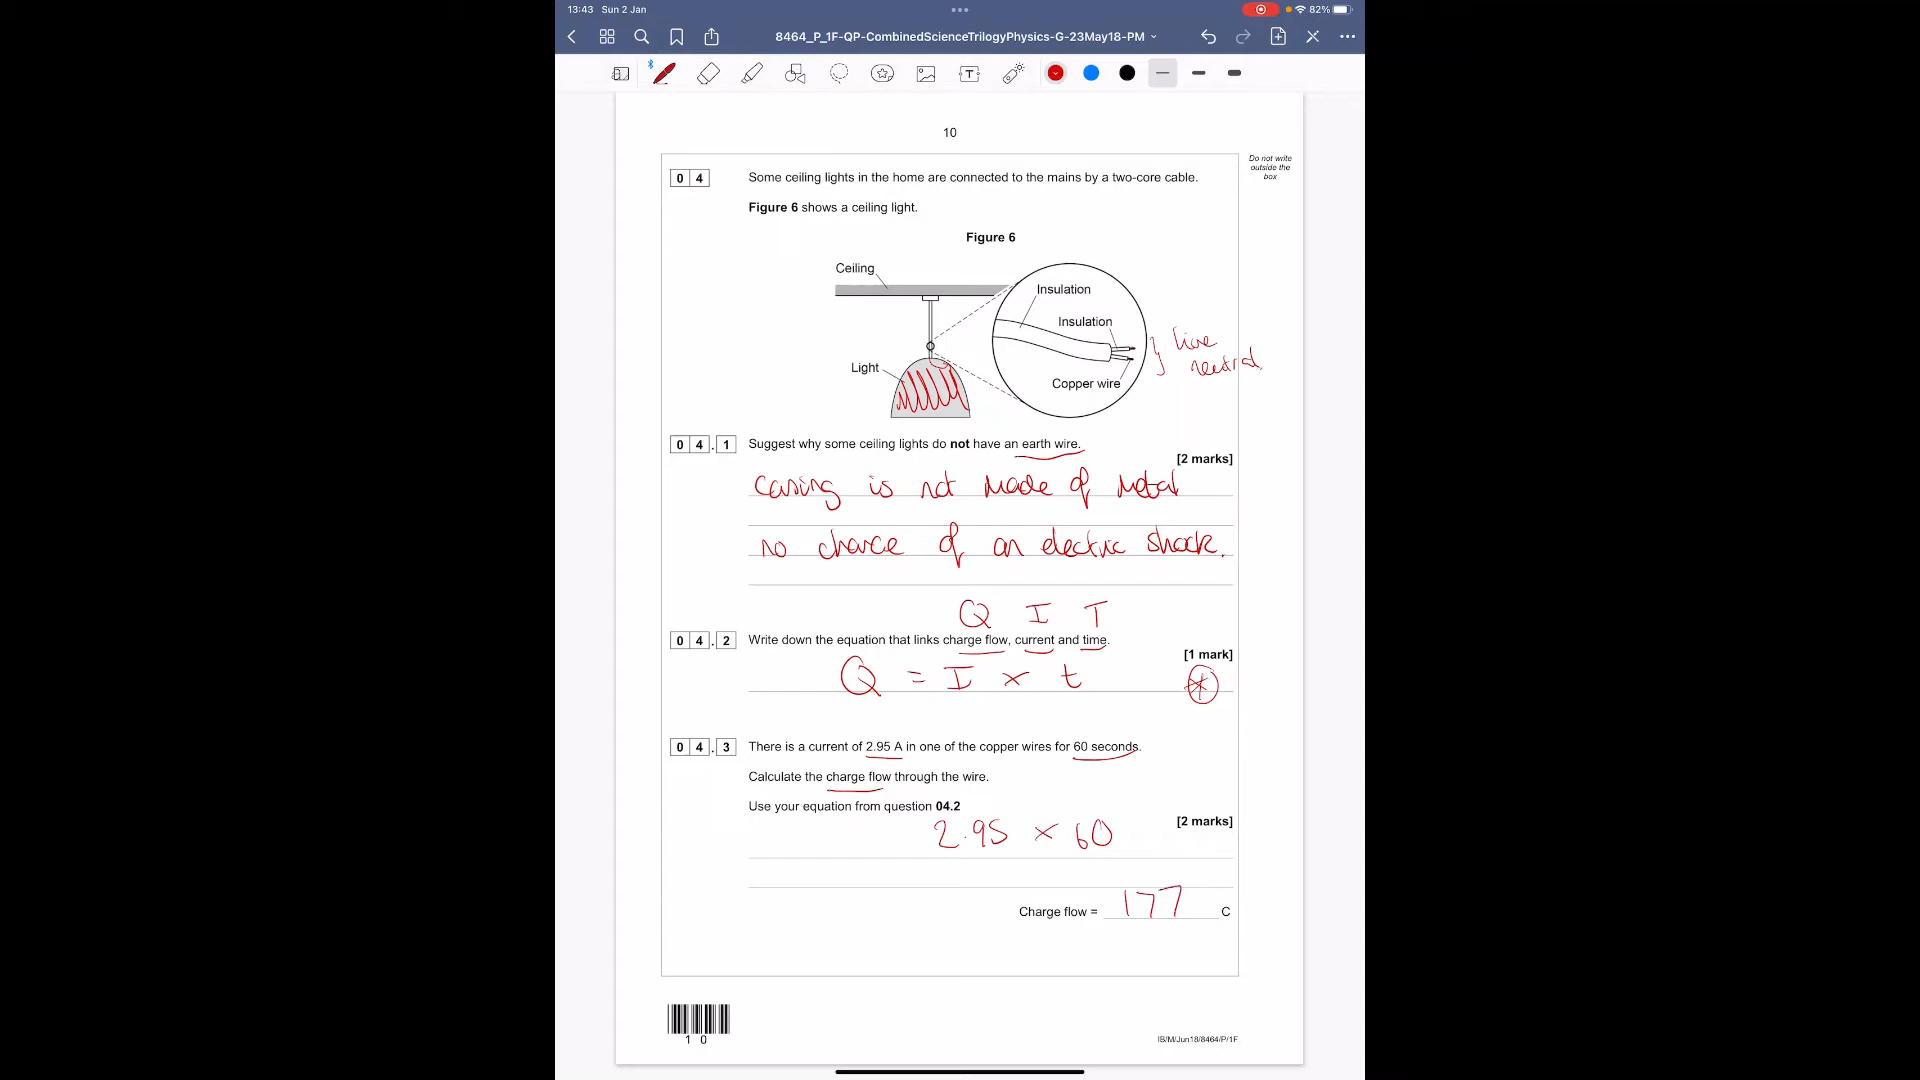 13:43 Sun 2 Jan
82%
8464_P_1F-QP-CombinedScienceTrilogyPhysics-G-23May18-PM
T
10
Do not write
outside the
box
0 4
Some ceiling lights in the home are connected to the mains by a two-core cable.
Figure 6 shows a ceiling light.
Figure 6
Ceiling
Insulation
Insulation
live
neutral
Light
Copper wire
0 4 . 1 Suggest why some ceiling lights do not have an earth wire.
[2 marks]
casing is not made of metal
no chance of an electric shock.
Q I T
0 4 . 2 Write down the equation that links charge flow, current and time.
[1 mark]
Q = I × t
0 4 . 3 There is a current of 2.95 A in one of the copper wires for 60 seconds.
Calculate the charge flow through the wire.
Use your equation from question 04.2
[2 marks]
2.95 × 60
Charge flow = 177 C
1 0
IB/M/Jun18/8464/P/1F